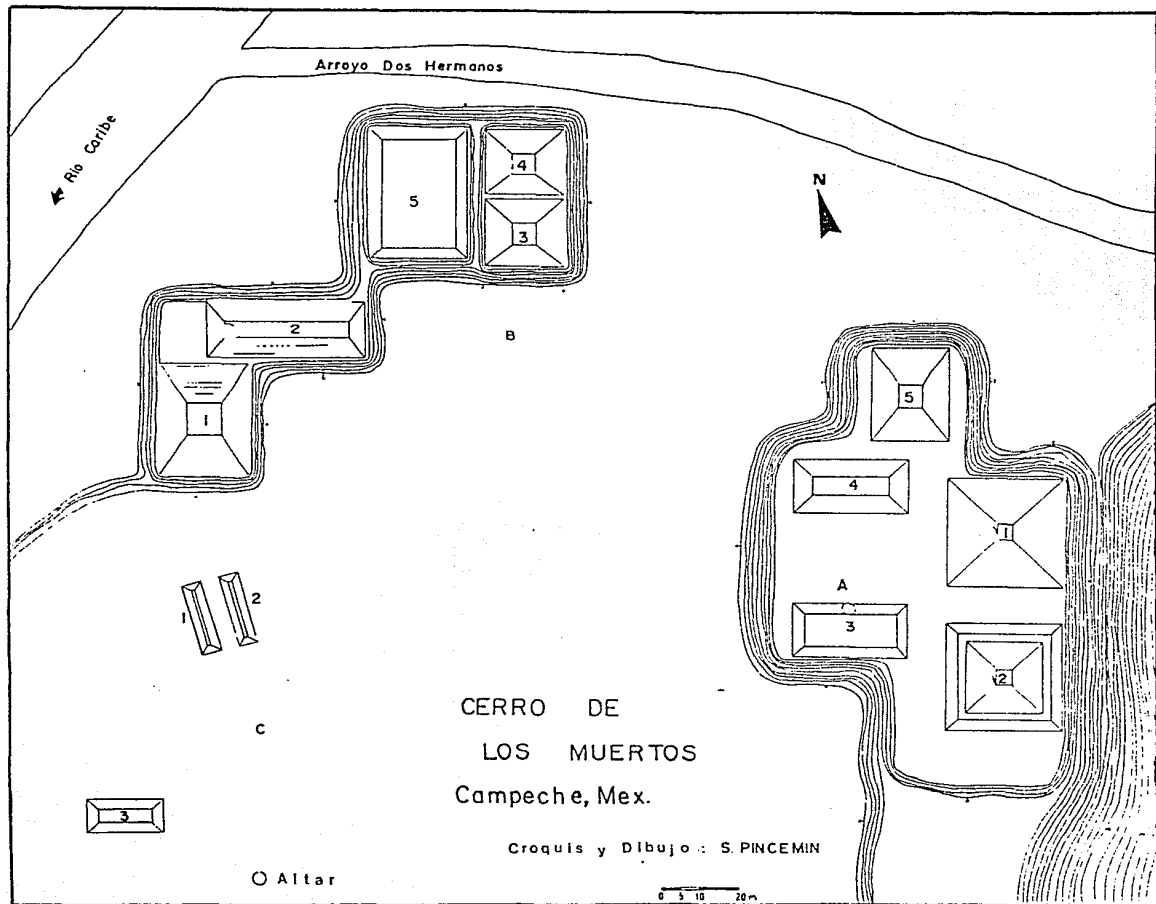 Arroyo Dos Hermanos
Rio Caribe
N
4
5
3
2
B
1
5
4
1
A
3
2
1
2
C
3
CERRO DE
LOS MUERTOS
Campeche, Mex.
Croquis y Dibujo : S. PINCEMIN
Altar
0 5 10 20m